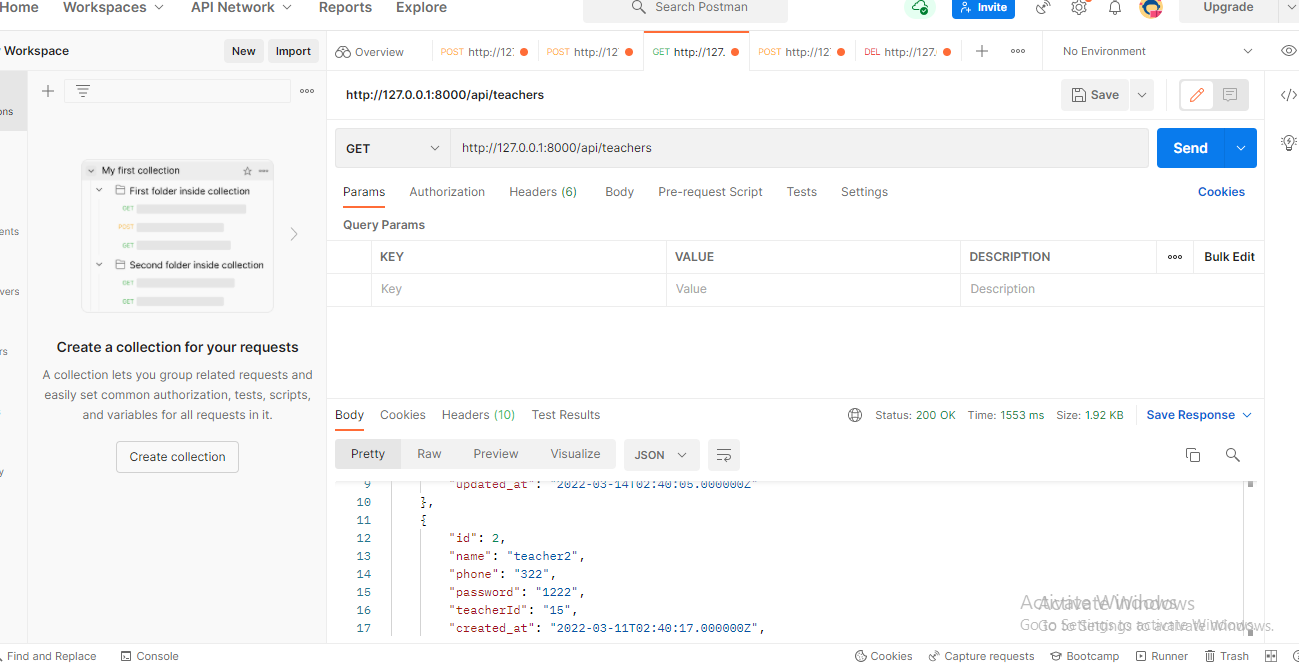 Home Workspaces API Network Reports Explore Search Postman Invite Upgrade
Workspace New Import Overview POST http://127 POST http://12 GET http://127. POST http://12 DEL http://127. No Environment
ons
http://127.0.0.1:8000/api/teachers Save
GET http://127.0.0.1:8000/api/teachers Send
My first collection
First folder inside collection
GET
POST
GET
Second folder inside collection
GET
GET
Params Authorization Headers (6) Body Pre-request Script Tests Settings Cookies
Query Params
ents
KEY VALUE DESCRIPTION Bulk Edit
Key Value Description
vers
rs
Create a collection for your requests
A collection lets you group related requests and
easily set common authorization, tests, scripts,
and variables for all requests in it.
Create collection
y
Body Cookies Headers (10) Test Results Status: 200 OK Time: 1553 ms Size: 1.92 KB Save Response
Pretty Raw Preview Visualize JSON
9 "updated_at": "2022-03-14T02:40:05.000000Z"
10 },
11 {
12 "id": 2,
13 "name": "teacher2",
14 "phone": "322",
15 "password": "1222",
16 "teacherId": "15",
17 "created_at": "2022-03-11T02:40:17.000000Z",
Activate Windows
Go to Settings to activate Windows.
Find and Replace Console Cookies Capture requests Bootcamp Runner Trash